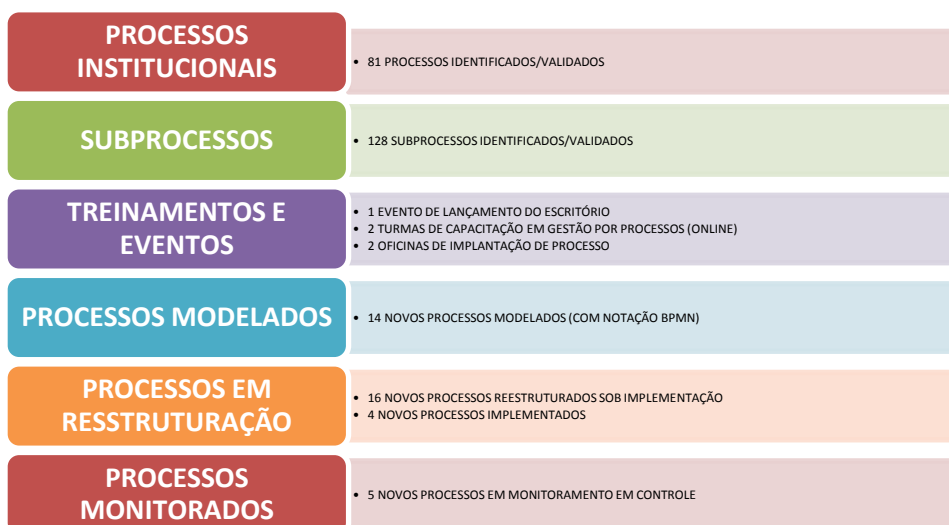 PROCESSOS
INSTITUCIONAIS
• 81 PROCESSOS IDENTIFICADOS/VALIDADOS
SUBPROCESSOS
• 128 SUBPROCESSOS IDENTIFICADOS/VALIDADOS
TREINAMENTOS E
EVENTOS
• 1 EVENTO DE LANÇAMENTO DO ESCRITÓRIO
• 2 TURMAS DE CAPACITAÇÃO EM GESTÃO POR PROCESSOS (ONLINE)
• 2 OFICINAS DE IMPLANTAÇÃO DE PROCESSO
PROCESSOS MODELADOS
• 14 NOVOS PROCESSOS MODELADOS (COM NOTAÇÃO BPMN)
PROCESSOS EM
RESSTRUTURAÇÃO
• 16 NOVOS PROCESSOS REESTRUTURADOS SOB IMPLEMENTAÇÃO
• 4 NOVOS PROCESSOS IMPLEMENTADOS
PROCESSOS
MONITORADOS
• 5 NOVOS PROCESSOS EM MONITORAMENTO EM CONTROLE